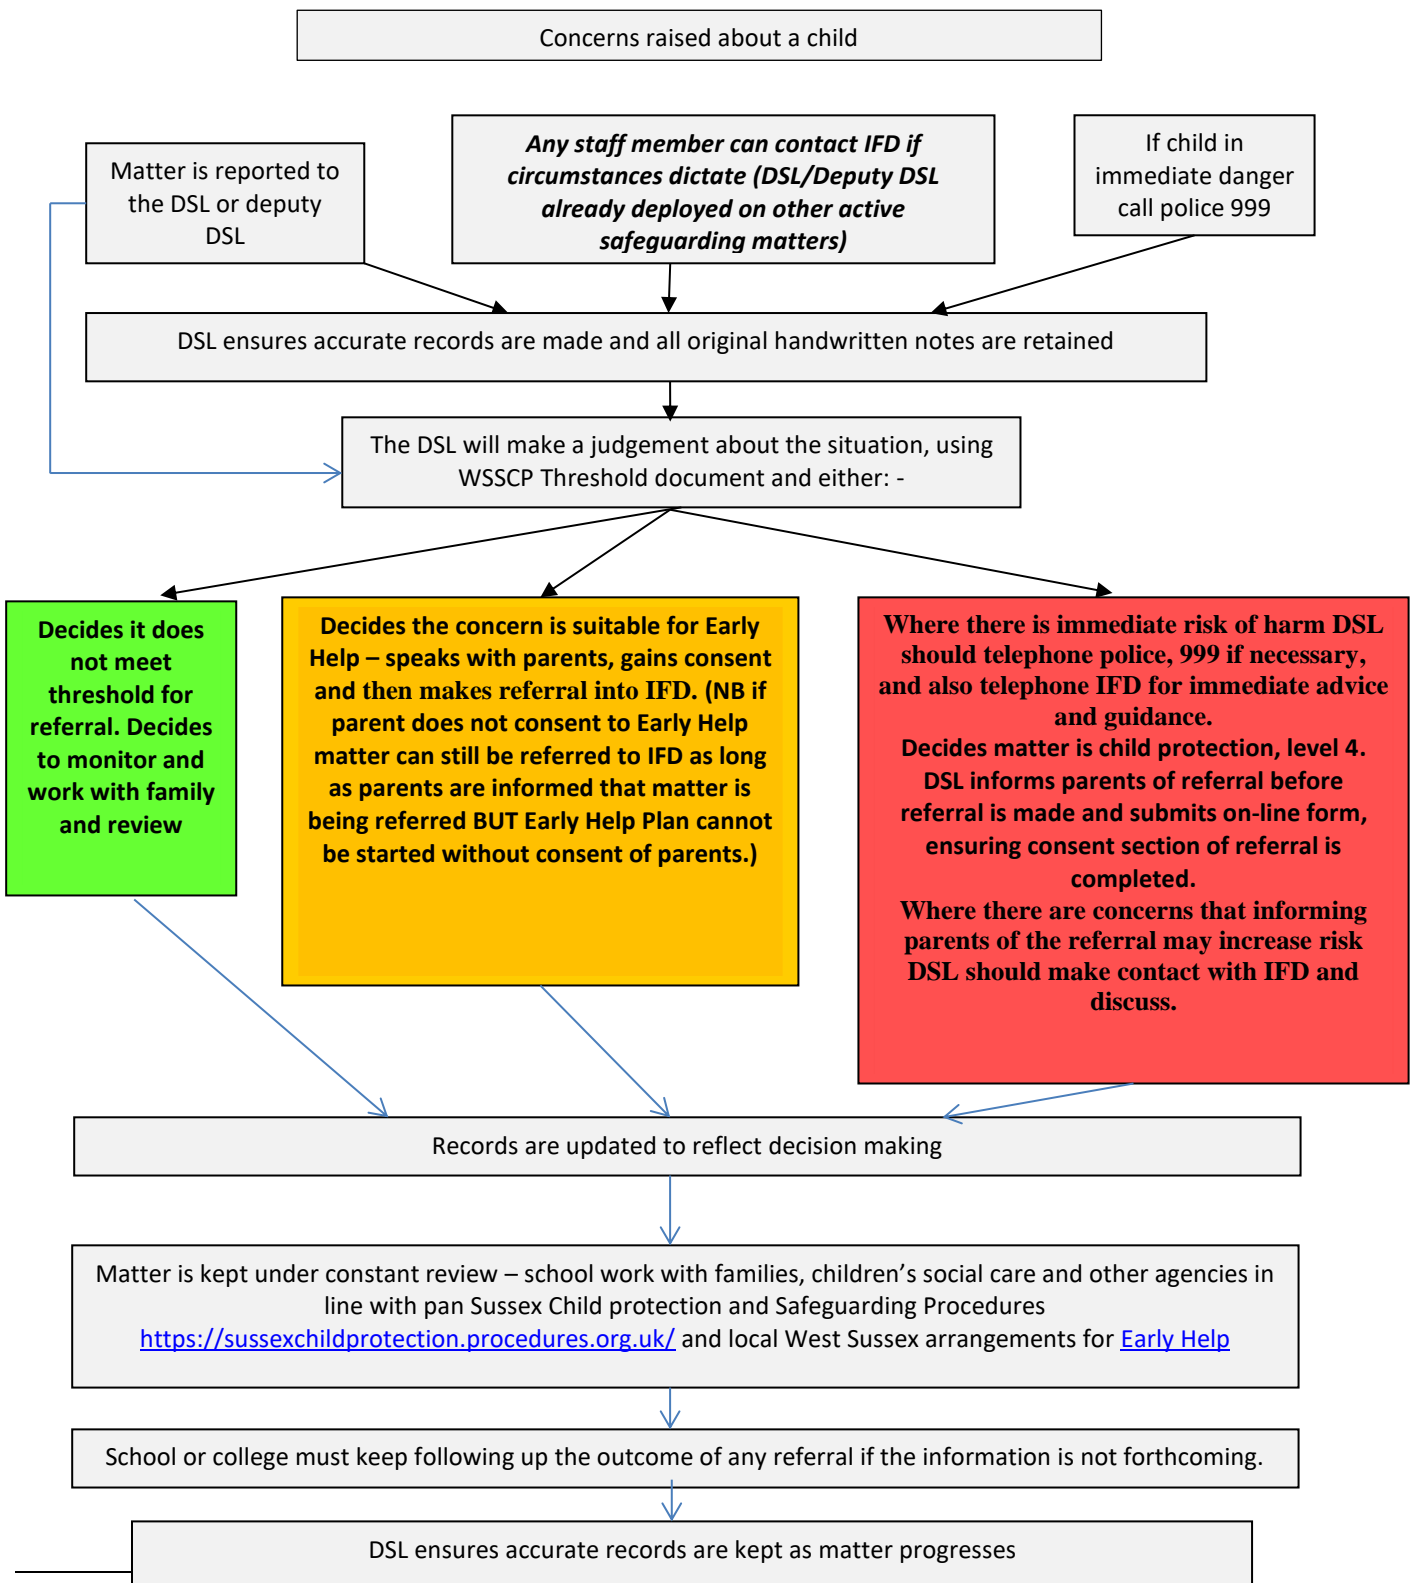 Concerns raised about a child
Matter is reported to
the DSL or deputy
DSL
Any staff member can contact IFD if
circumstances dictate (DSL/Deputy DSL
already deployed on other active
safeguarding matters)
If child in
immediate danger
call police 999
DSL ensures accurate records are made and all original handwritten notes are retained
The DSL will make a judgement about the situation, using
WSSCP Threshold document and either: -
Decides it does
not meet
threshold for
referral. Decides
to monitor and
work with family
and review
Decides the concern is suitable for Early
Help – speaks with parents, gains consent
and then makes referral into IFD. (NB if
parent does not consent to Early Help
matter can still be referred to IFD as long
as parents are informed that matter is
being referred BUT Early Help Plan cannot
be started without consent of parents.)
Where there is immediate risk of harm DSL
should telephone police, 999 if necessary,
and also telephone IFD for immediate advice
and guidance.
Decides matter is child protection, level 4.
DSL informs parents of referral before
referral is made and submits on-line form,
ensuring consent section of referral is
completed.
Where there are concerns that informing
parents of the referral may increase risk
DSL should make contact with IFD and
discuss.
Records are updated to reflect decision making
Matter is kept under constant review – school work with families, children’s social care and other agencies in
line with pan Sussex Child protection and Safeguarding Procedures
https://sussexchildprotection.procedures.org.uk/ and local West Sussex arrangements for Early Help
School or college must keep following up the outcome of any referral if the information is not forthcoming.
DSL ensures accurate records are kept as matter progresses